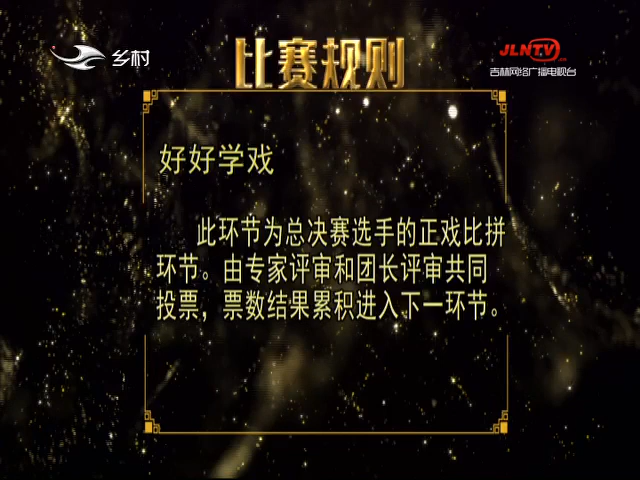 乡村
比赛规则
JLNTV
吉林网络广播电视台
好好学戏
此环节为总决赛选手的正戏比拼
环节。由专家评审和团长评审共同
投票，票数结果累积进入下一环节。